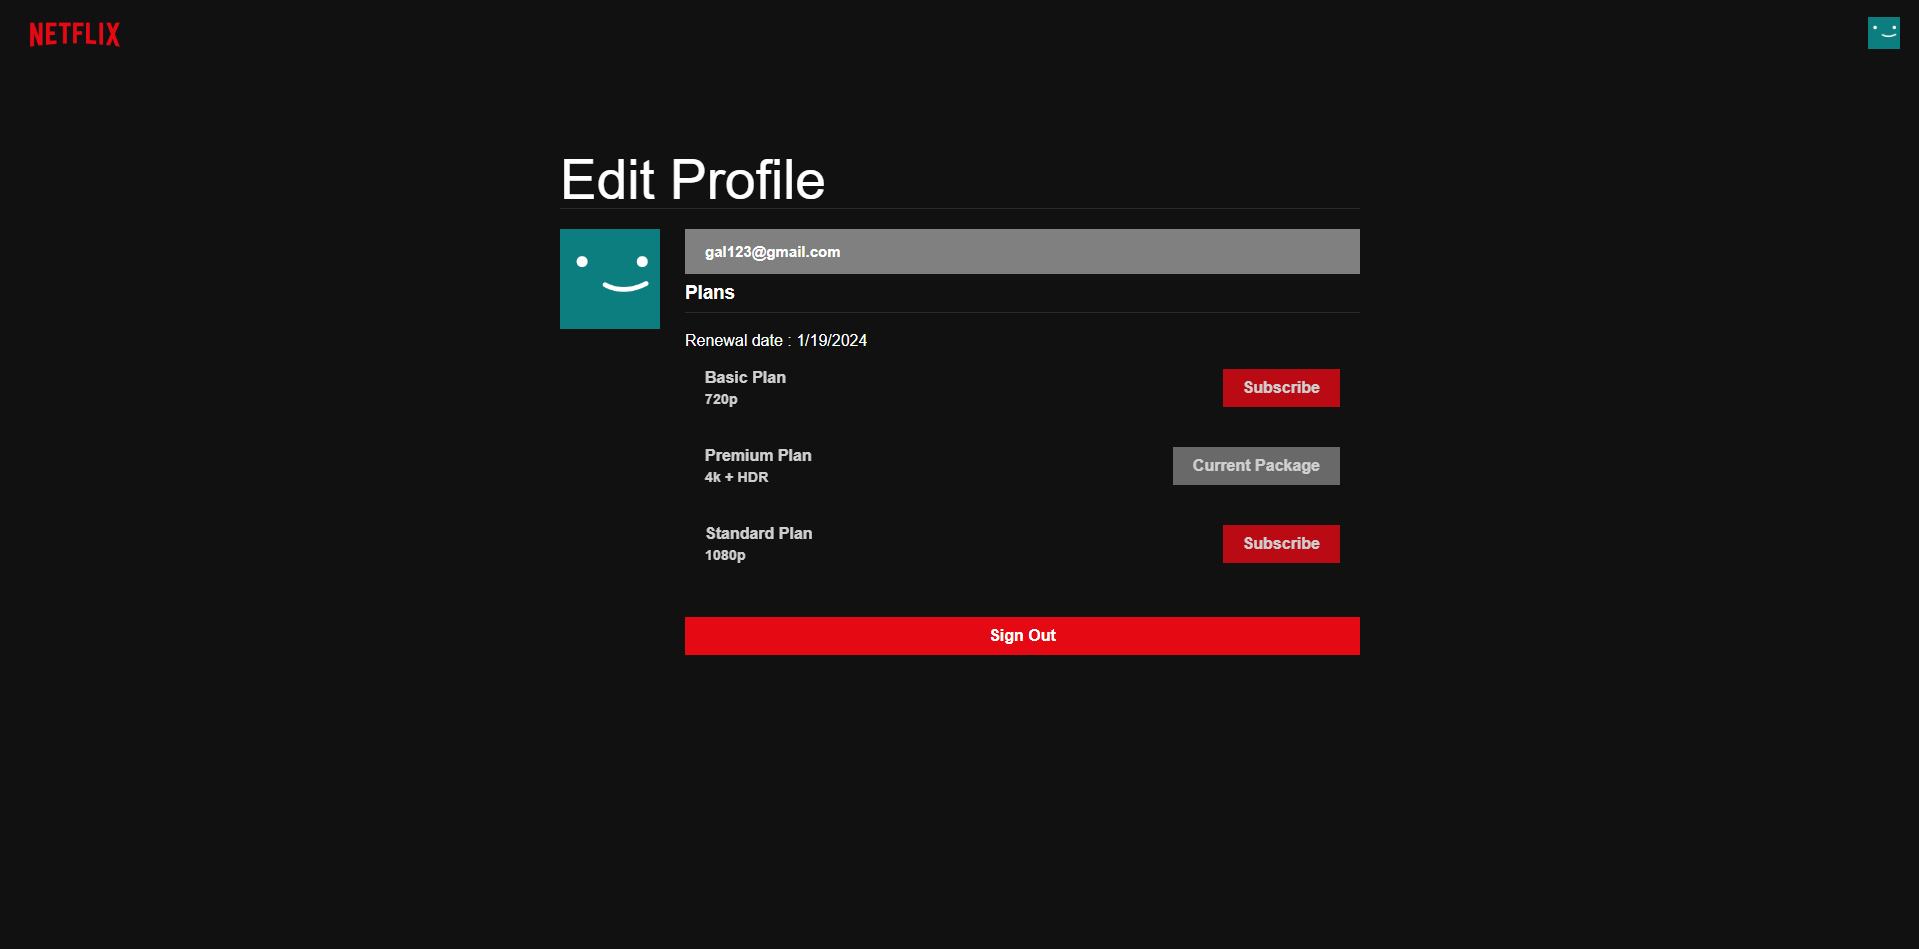 NETFLIX
Edit Profile
gal123@gmail.com
Plans
Renewal date : 1/19/2024
Basic Plan
720p
Subscribe
Premium Plan
4k + HDR
Current Package
Standard Plan
1080p
Subscribe
Sign Out